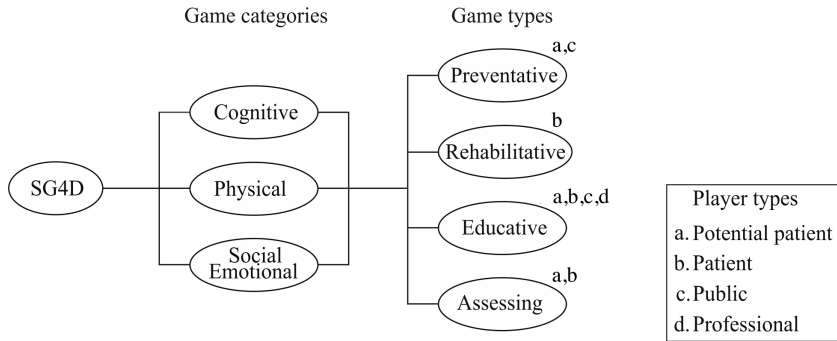 Game categories
Game types
SG4D
Cognitive
Physical
Social
Emotional
a,c
Preventative
b
Rehabilitative
a,b,c,d
Educative
a,b
Assessing
Player types
a. Potential patient
b. Patient
c. Public
d. Professional